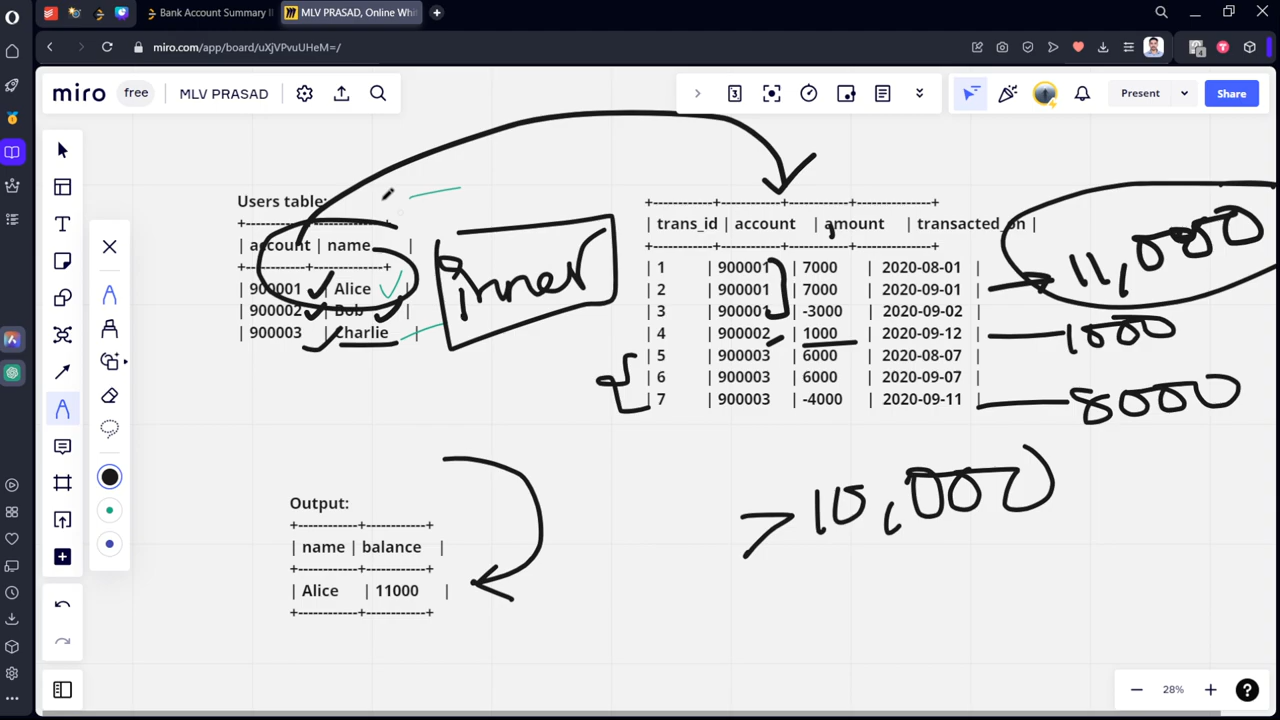 Bank Account Summary II
MLV PRASAD, Online Whi
miro.com/app/board/uXjVPvuUHeM=/
miro free MLV PRASAD
Present
Share
Users table:
+------------+------------+
| account | name |
+------------+------------+
| 900001 | Alice |
| 900002 | Bob |
| 900003 | Charlie |
inner
+------------+------------+------------+--------------+
| trans_id | account | amount | transacted_on |
+------------+------------+------------+--------------+
| 1 | 900001 | 7000 | 2020-08-01 |
| 2 | 900001 | 7000 | 2020-09-01 |
| 3 | 900001 | -3000 | 2020-09-02 |
| 4 | 900002 | 1000 | 2020-09-12 |
| 5 | 900003 | 6000 | 2020-08-07 |
| 6 | 900003 | 6000 | 2020-09-07 |
| 7 | 900003 | -4000 | 2020-09-11 |
11,000
1000
8000
>10,000
Output:
+------------+------------+
| name | balance |
+------------+------------+
| Alice | 11000 |
+------------+------------+
28%